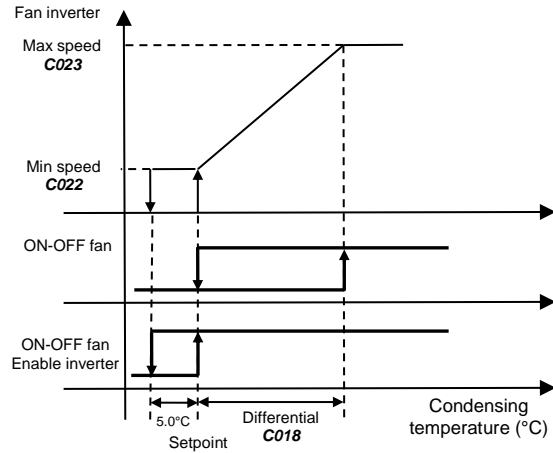 Fan inverter
Max speed
C023
Min speed
C022
ON-OFF fan
ON-OFF fan
Enable inverter
5.0°C
Differential
C018
Setpoint
Condensing
temperature (°C)